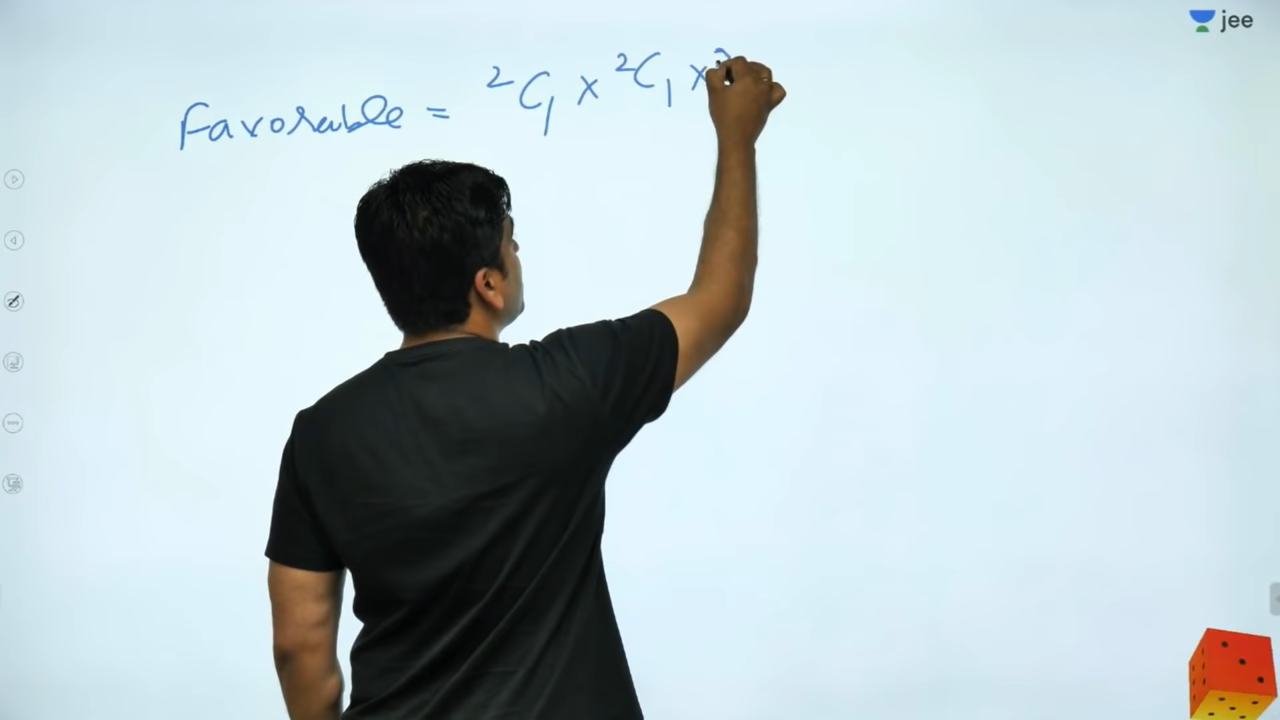 jee
Favorable = ²C₁ × ²C₁ ×